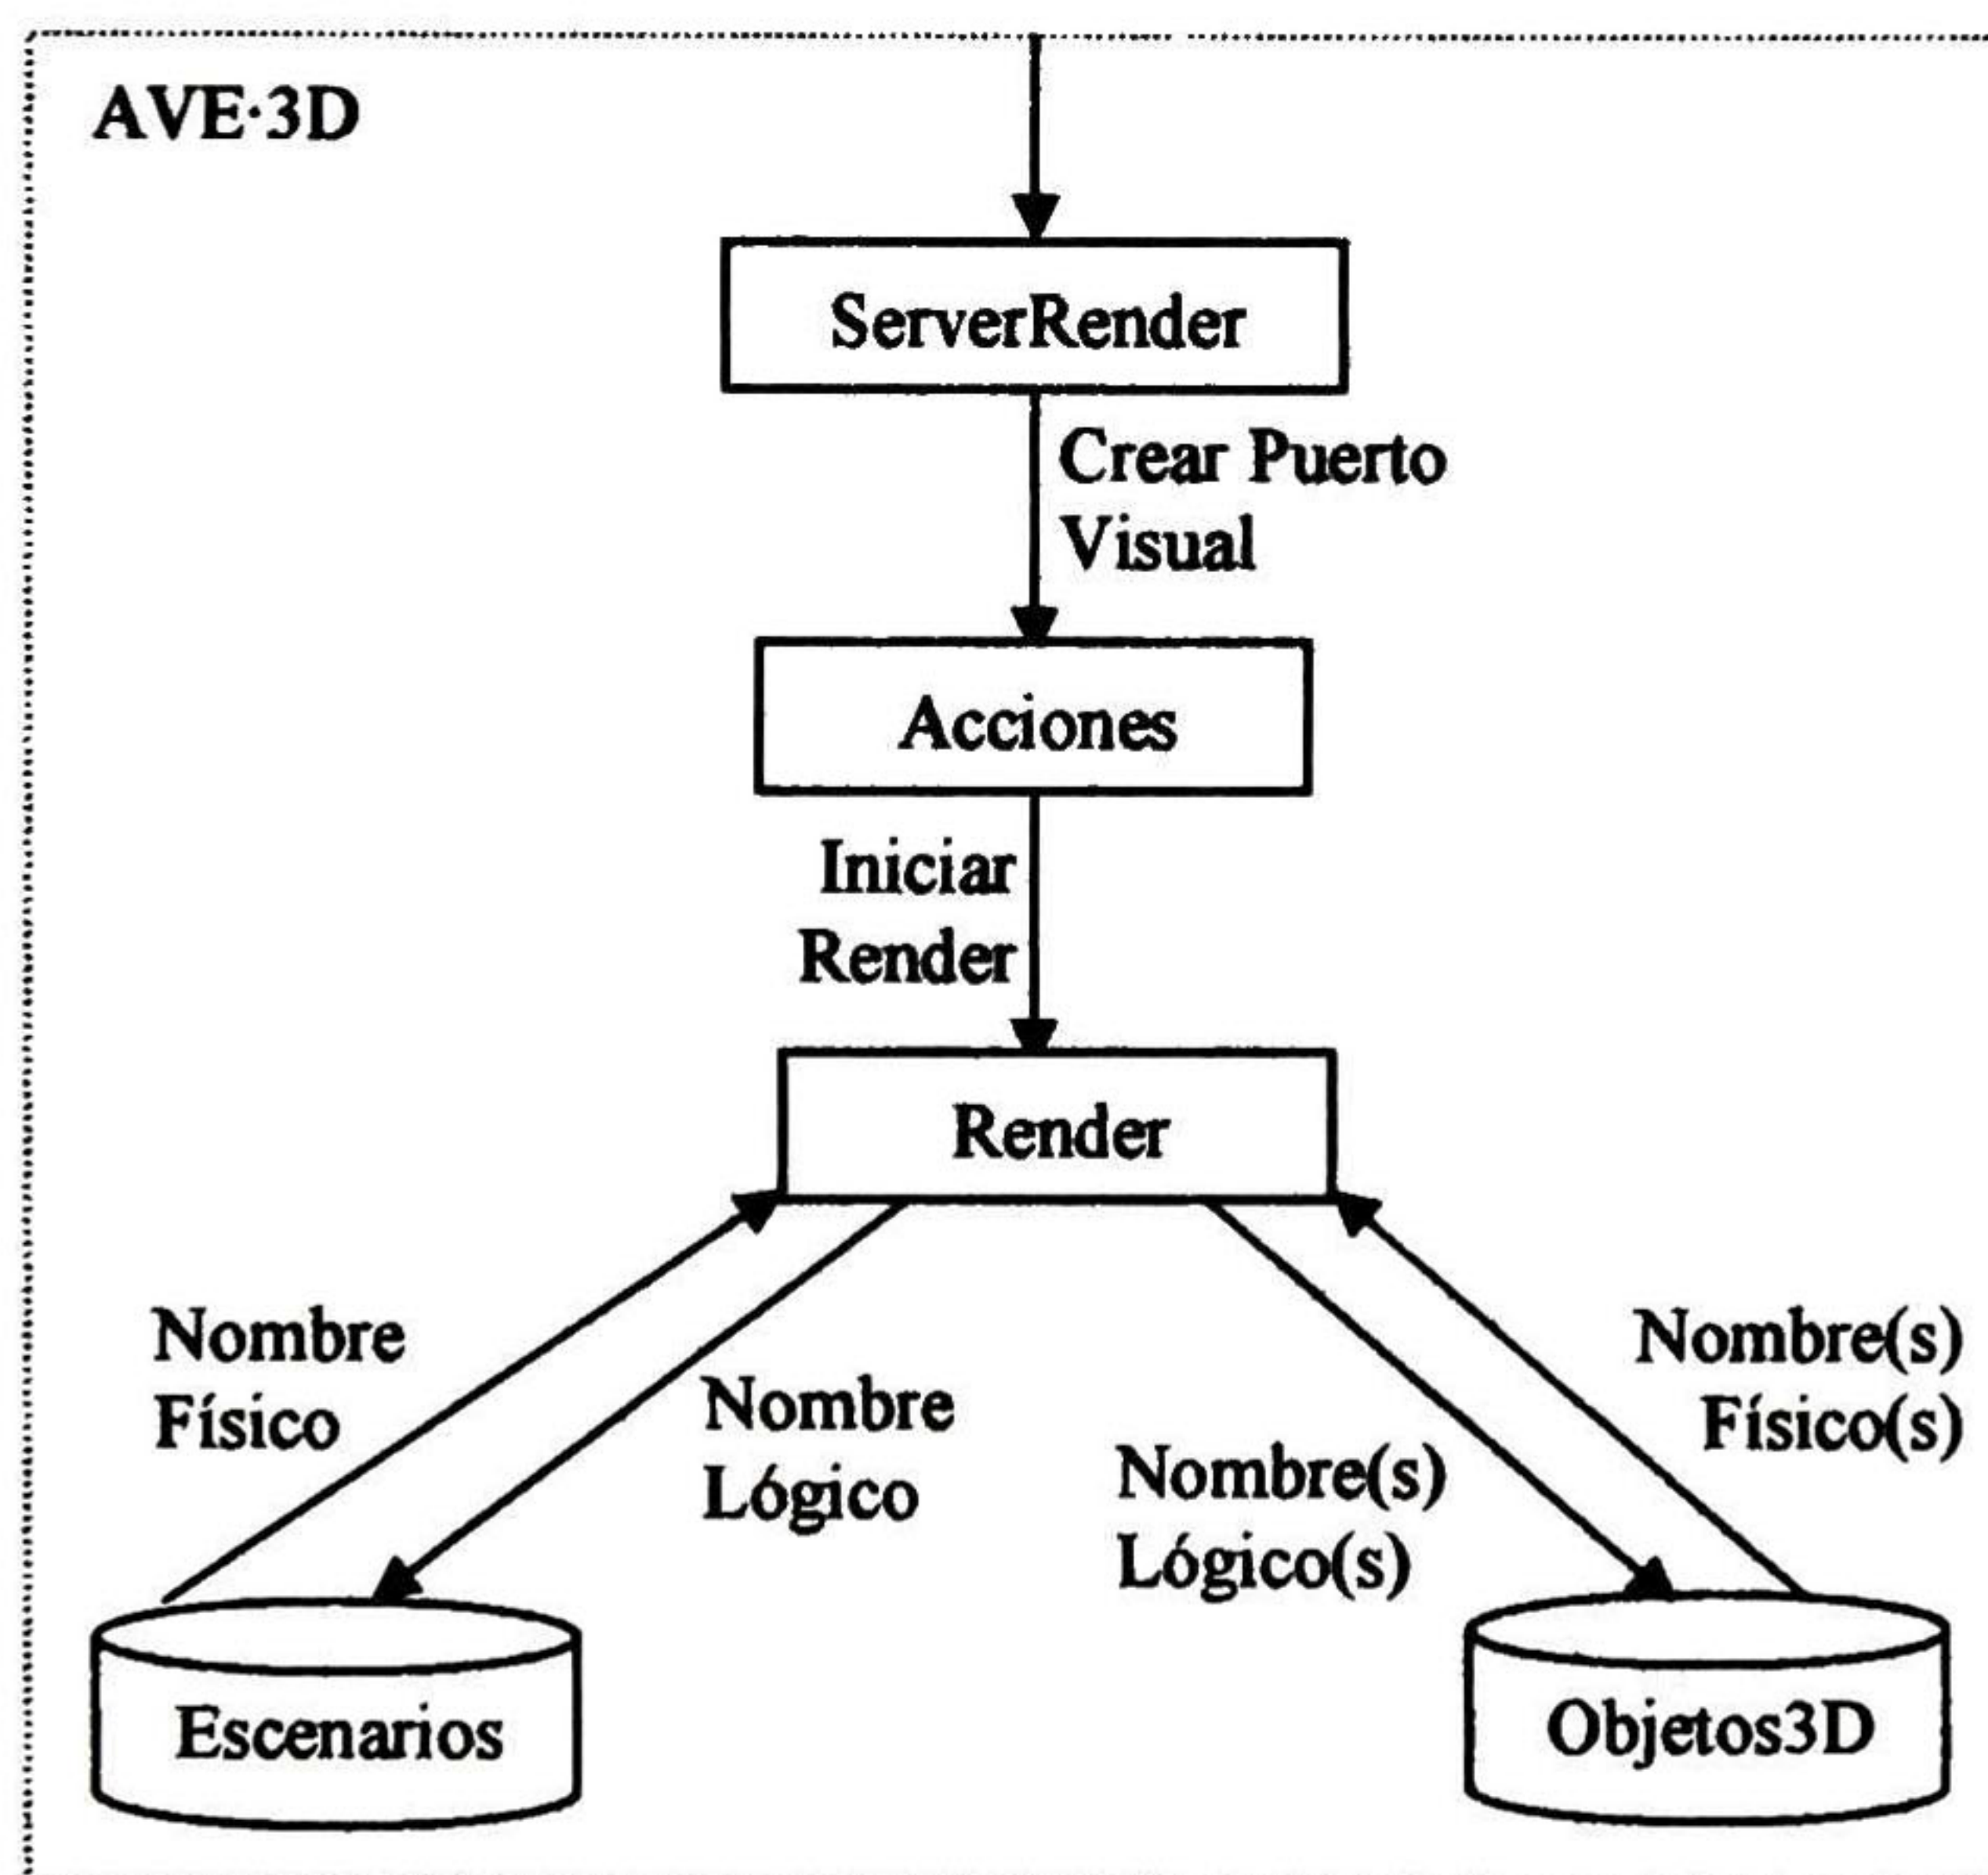 AVE·3D
ServerRender
Crear Puerto
Visual
Acciones
Iniciar
Render
Render
Nombre
Físico
Nombre
Lógico
Nombre(s)
Lógico(s)
Nombre(s)
Físico(s)
Escenarios
Objetos3D